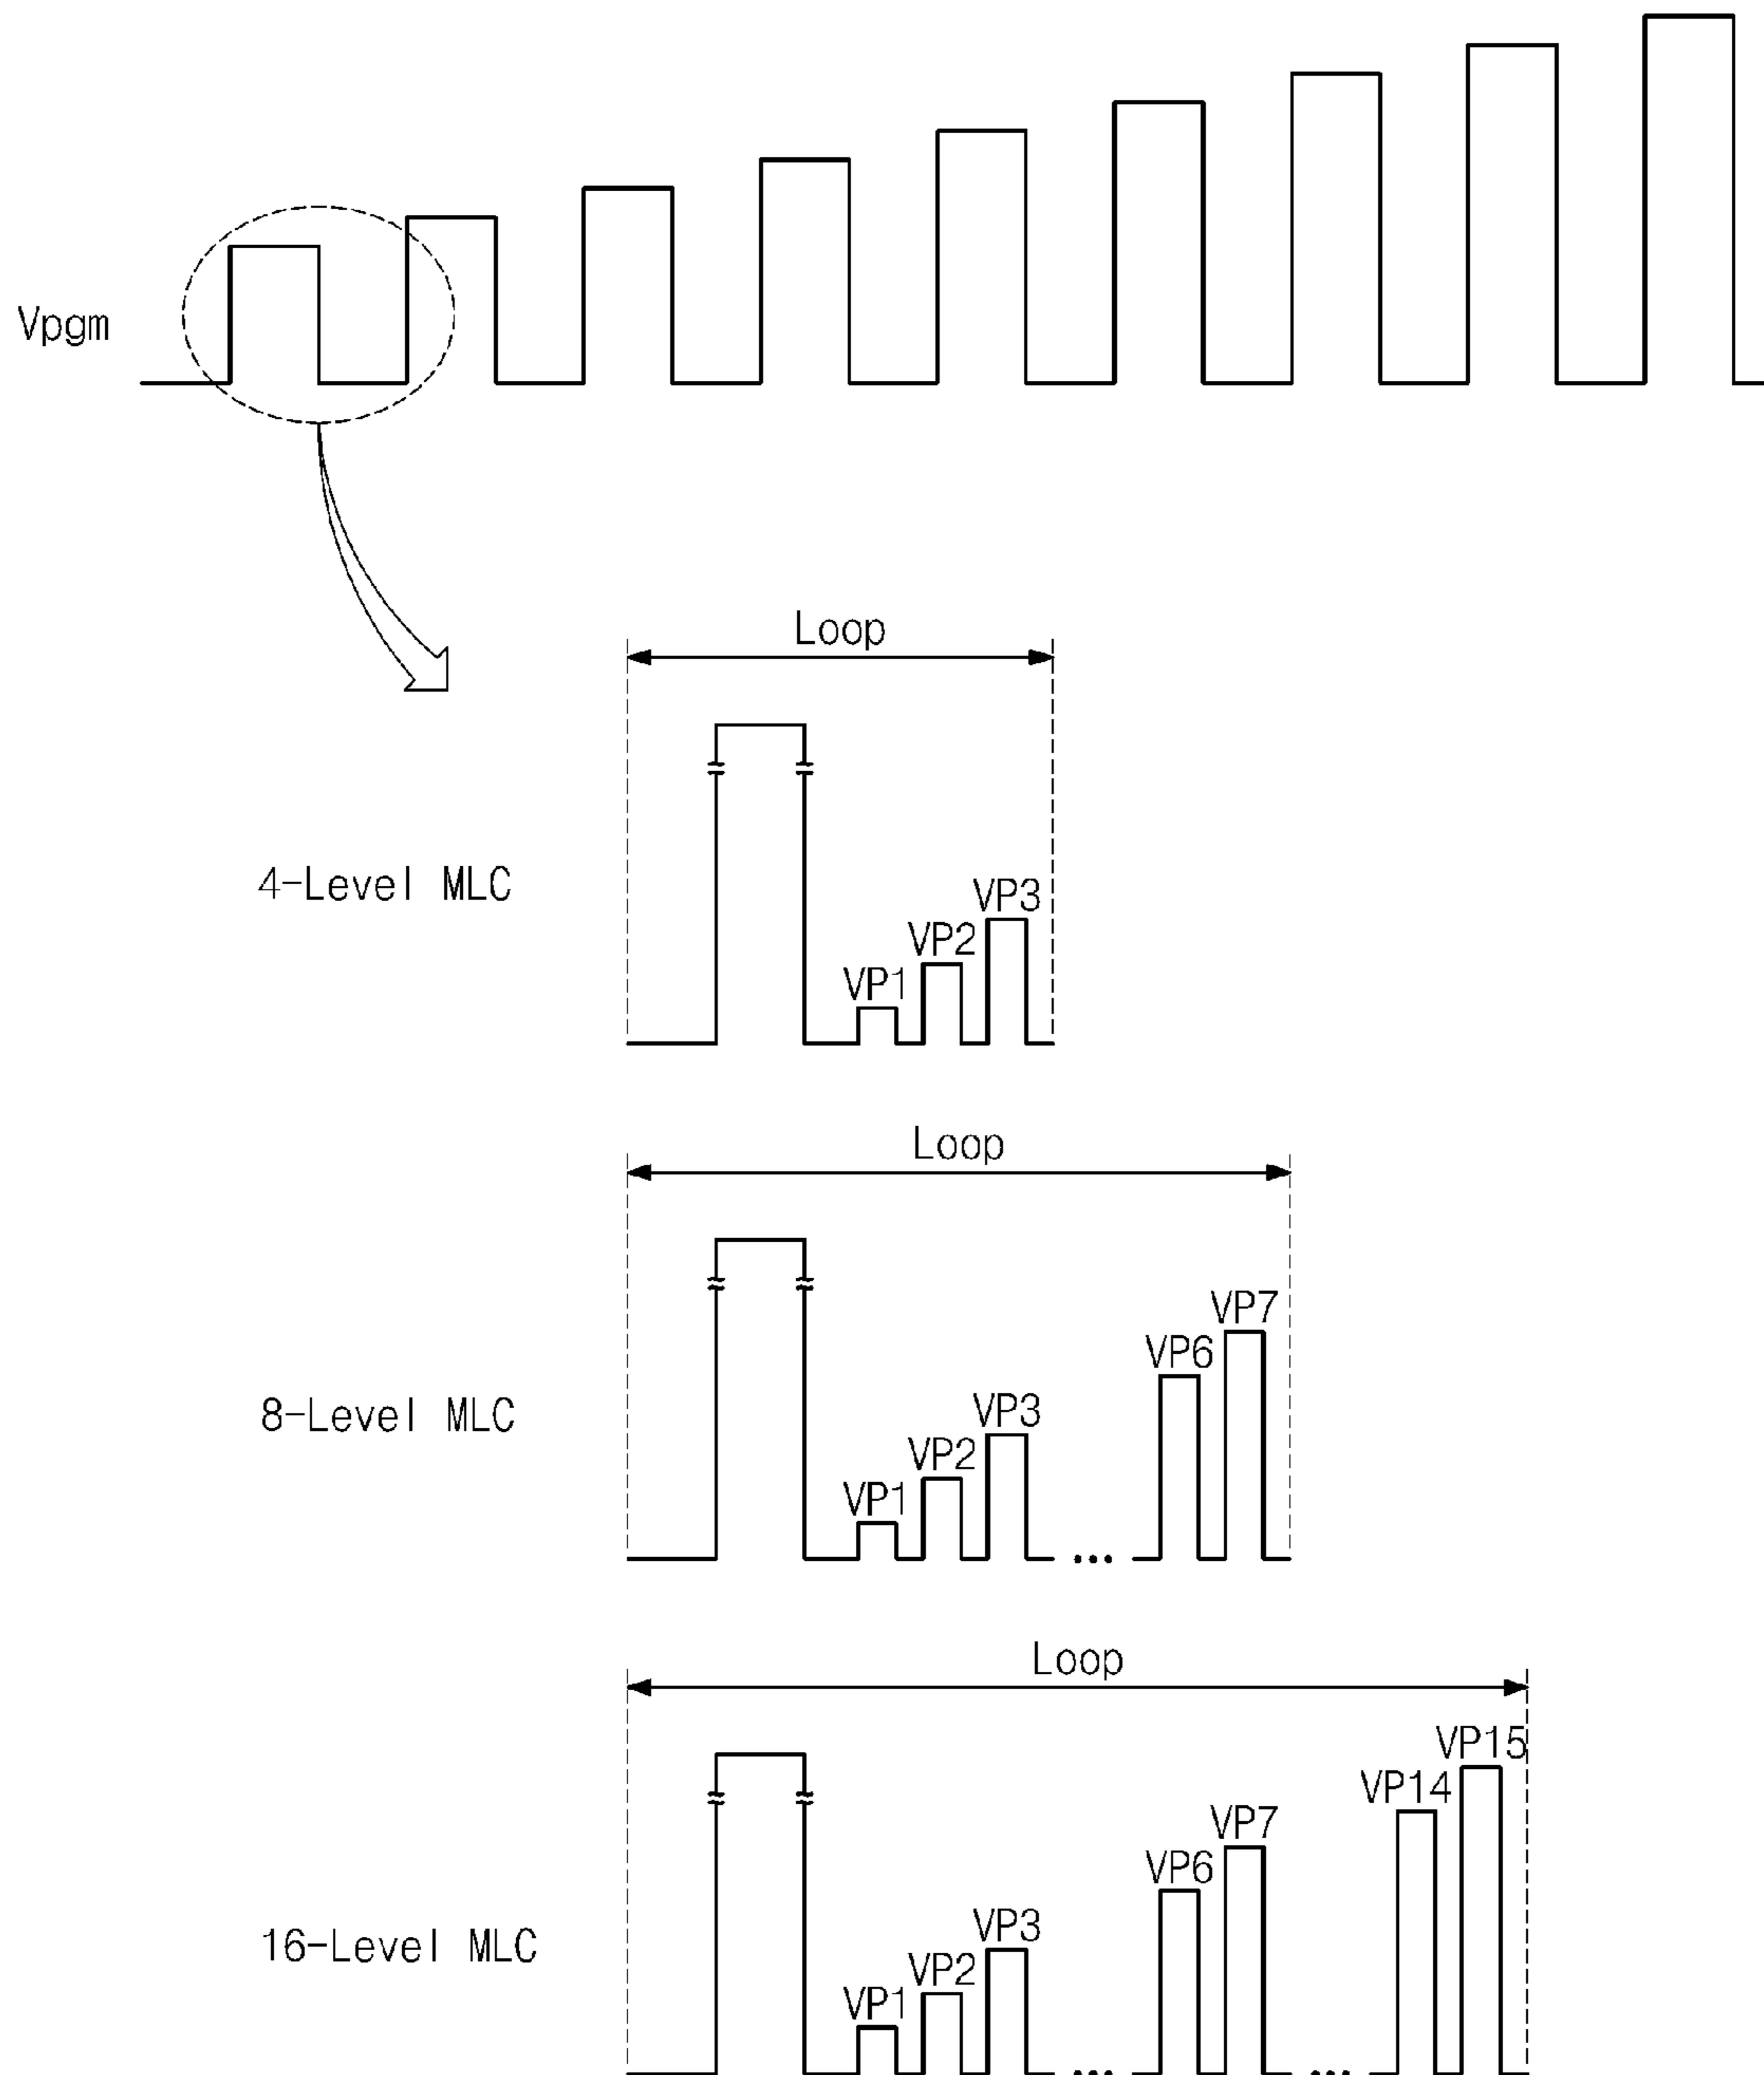 Vpgm
Loop
4-Level MLC
VP1
VP2
VP3
Loop
8-Level MLC
VP1
VP2
VP3
...
VP6
VP7
Loop
16-Level MLC
VP1
VP2
VP3
...
VP6
VP7
...
VP14
VP15